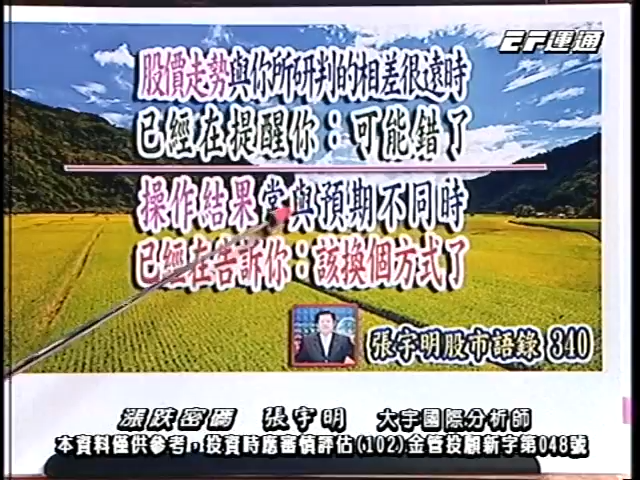 EF運通
股價走勢與你所研判的相差很遠時
已經在提醒你：可能錯了
操作結果常與預期不同時
已經在告訴你：該換個方式了
張宇明股市語錄 340
漲跌密碼 張宇明 大宇國際分析師
本資料僅供參考，投資時應審慎評估(102)金管投顧新字第048號